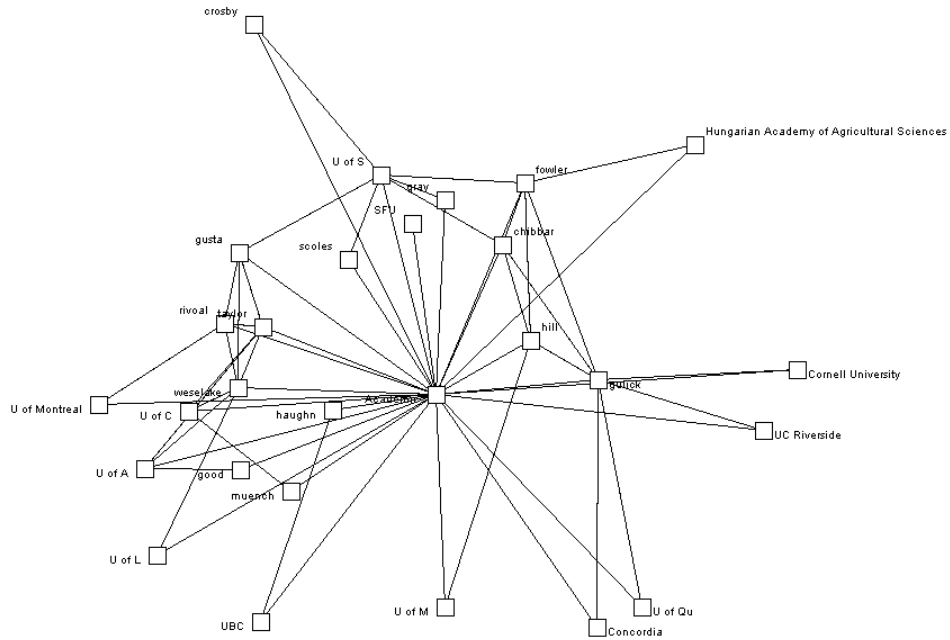 crosby
Hungarian Academy of Agricultural Sciences
U of S
fowler
gray
SFU
chibbar
gusta
scoles
rivoal
taylor
hill
Cornell University
gulick
weselake
Academic
U of Montreal
U of C
haughn
UC Riverside
U of A
good
muench
U of L
U of M
U of Qu
UBC
Concordia